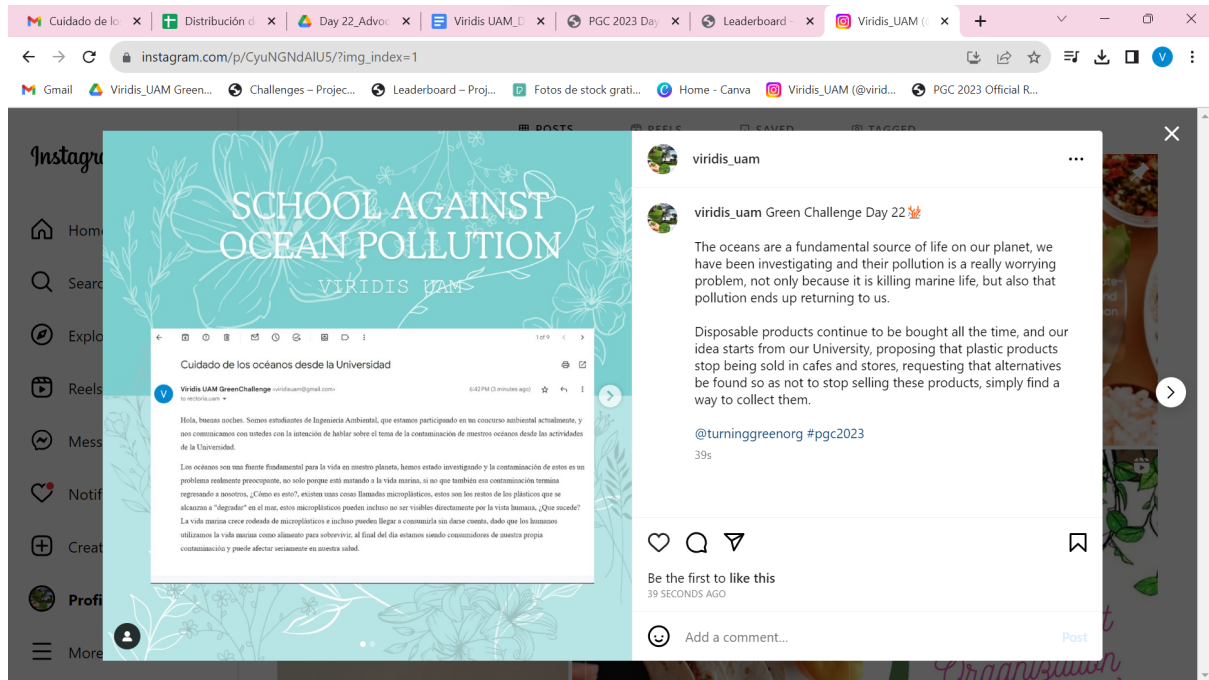 Cuidado de lo
Distribución d
Day 22_Advoc
Viridis UAM_D
PGC 2023 Day
Leaderboard –
Viridis_UAM (
instagram.com/p/CyuNGNdAlU5/?img_index=1
V
Gmail
Viridis_UAM Green...
Challenges – Projec...
Leaderboard – Proj...
Fotos de stock grati...
Home - Canva
Viridis_UAM (@virid...
PGC 2023 Official R...
POSTS
REELS
SAVED
TAGGED
Instagra
Home
Searc
Explo
Reels
Mess
Notif
Creat
Profi
More
SCHOOL AGAINST
OCEAN POLLUTION
VIRIDIS UAM
1 of 9
Cuidado de los océanos desde la Universidad
V
Viridis UAM GreenChallenge <viridisuam@gmail.com>
6:42 PM (3 minutes ago)
to rectoria.uam
Hola, buenas noches. Somos estudiantes de Ingeniería Ambiental, que estamos participando en un concurso ambiental actualmente, y
nos comunicamos con ustedes con la intención de hablar sobre el tema de la contaminación de nuestros océanos desde las actividades
de la Universidad.
Los océanos son una fuente fundamental para la vida en nuestro planeta, hemos estado investigando y la contaminación de estos es un
problema realmente preocupante, no solo porque está matando a la vida marina, si no que también esa contaminación termina
regresando a nosotros, ¿Cómo es esto?, existen unas cosas llamadas microplásticos, estos son los restos de los plásticos que se
alcanzan a "degradar" en el mar, estos microplásticos pueden incluso no ser visibles directamente por la vista humana, ¿Que sucede?
La vida marina crece rodeada de microplásticos e incluso pueden llegar a consumirla sin darse cuenta, dado que los humanos
utilizamos la vida marina como alimento para sobrevivir, al final del día estamos siendo consumidores de nuestra propia
contaminación y puede afectar seriamente en nuestra salud.
viridis_uam
viridis_uam Green Challenge Day 22
The oceans are a fundamental source of life on our planet, we
have been investigating and their pollution is a really worrying
problem, not only because it is killing marine life, but also that
pollution ends up returning to us.
Disposable products continue to be bought all the time, and our
idea starts from our University, proposing that plastic products
stop being sold in cafes and stores, requesting that alternatives
be found so as not to stop selling these products, simply find a
way to collect them.
@turninggreenorg #pgc2023
39s
Be the first to like this
39 SECONDS AGO
Add a comment...
Post
Organization